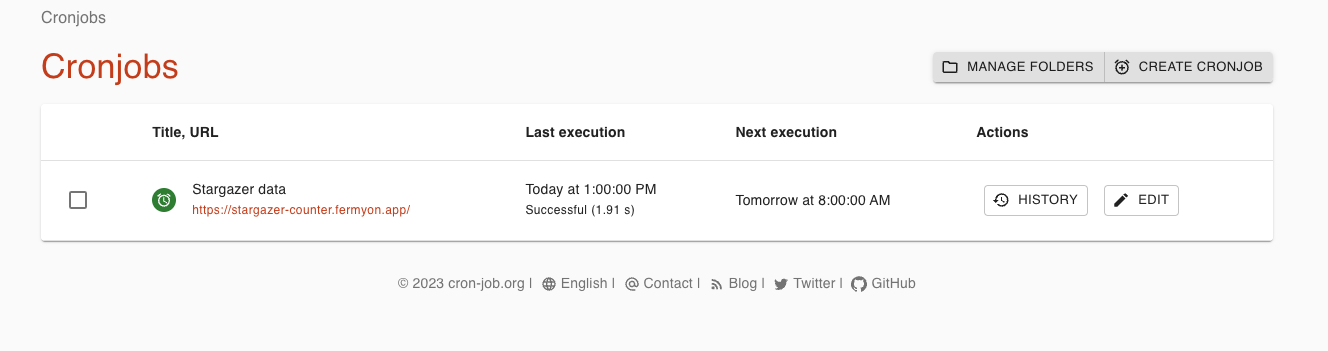 Cronjobs
Cronjobs
MANAGE FOLDERS CREATE CRONJOB
Title, URL Last execution Next execution Actions
Stargazer data Today at 1:00:00 PM
https://stargazer-counter.fermyon.app/ Successful (1.91 s) Tomorrow at 8:00:00 AM HISTORY EDIT
© 2023 cron-job.org | English | Contact | Blog | Twitter | GitHub